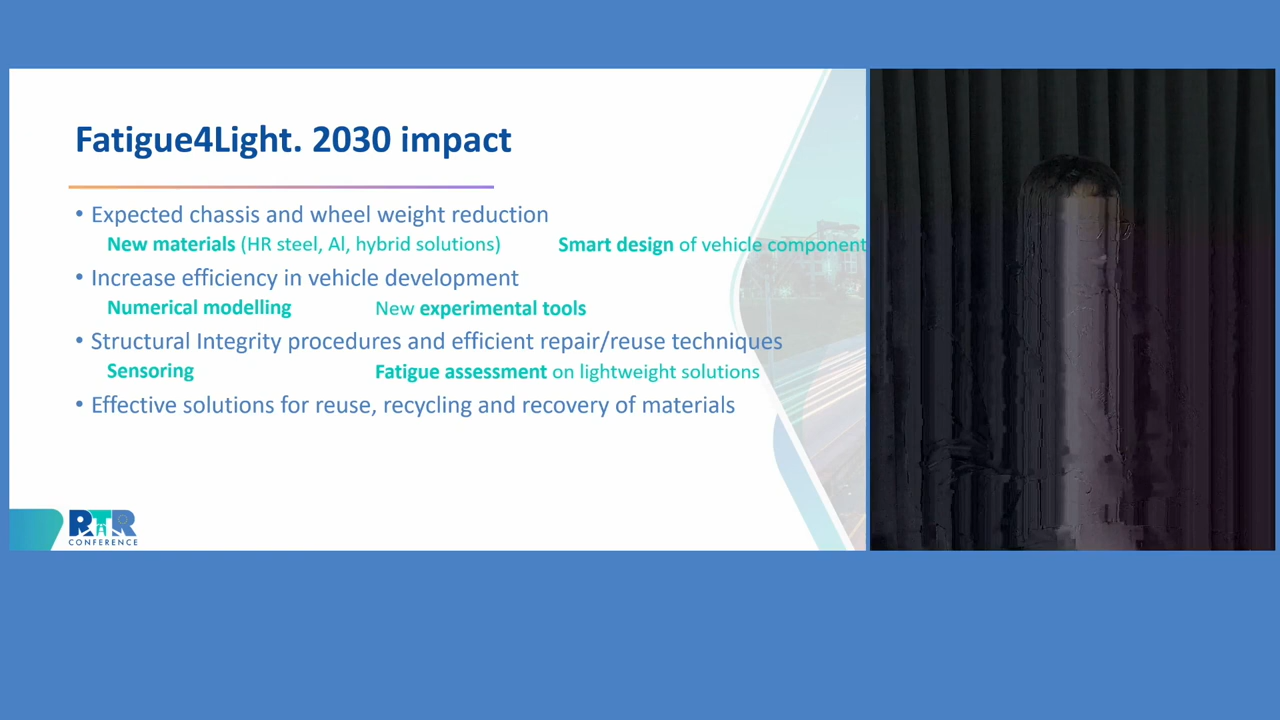 Fatigue4Light. 2030 impact
• Expected chassis and wheel weight reduction
New materials (HR steel, Al, hybrid solutions) Smart design of vehicle component
• Increase efficiency in vehicle development
Numerical modelling New experimental tools
• Structural Integrity procedures and efficient repair/reuse techniques
Sensoring Fatigue assessment on lightweight solutions
• Effective solutions for reuse, recycling and recovery of materials
RTR
CONFERENCE